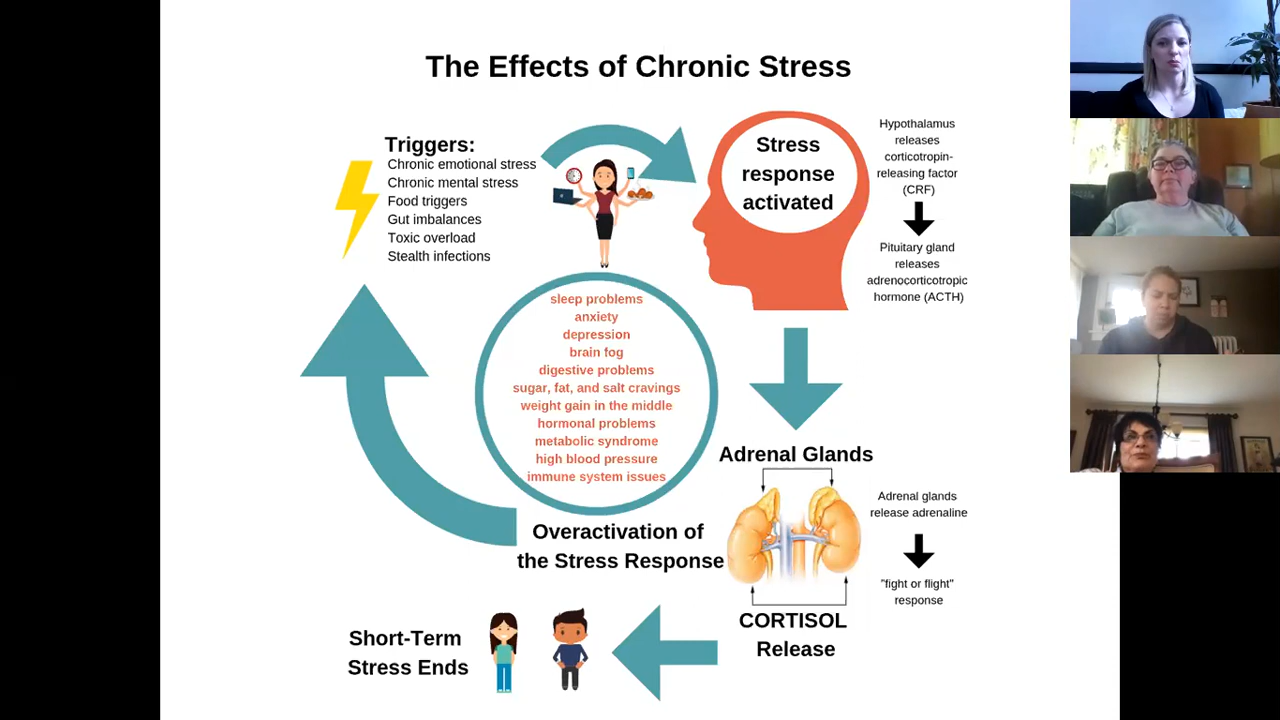 The Effects of Chronic Stress
Triggers:
Chronic emotional stress
Chronic mental stress
Food triggers
Gut imbalances
Toxic overload
Stealth infections
Stress
response
activated
Hypothalamus
releases
corticotropin-
releasing factor
(CRF)
Pituitary gland
releases
adrenocorticotropic
hormone (ACTH)
sleep problems
anxiety
depression
brain fog
digestive problems
sugar, fat, and salt cravings
weight gain in the middle
hormonal problems
metabolic syndrome
high blood pressure
immune system issues
Adrenal Glands
Adrenal glands
release adrenaline
"fight or flight"
response
Overactivation of
the Stress Response
CORTISOL
Release
Short-Term
Stress Ends